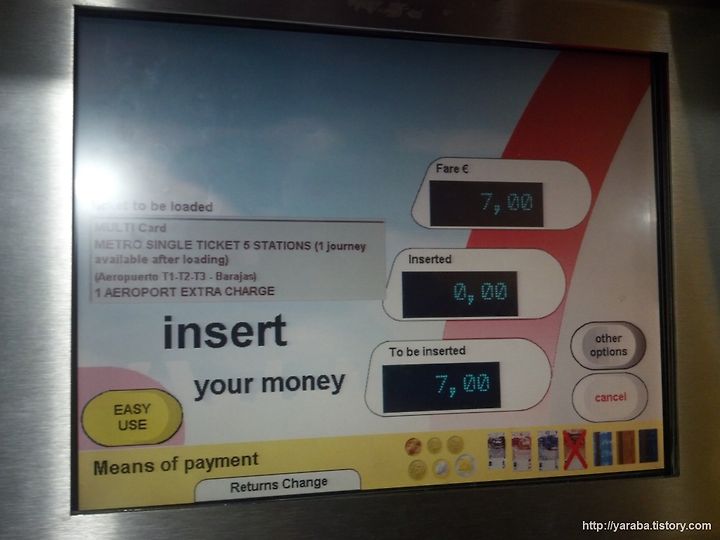 to be loaded
MULTI Card
METRO SINGLE TICKET 5 STATIONS (1 journey
available after loading)
(Aeropuerto T1-T2-T3 - Barajas)
1 AEROPORT EXTRA CHARGE
Fare €
7,00
Inserted
0,00
To be inserted
7,00
insert
your money
other
options
cancel
EASY
USE
Means of payment
Returns Change
http://yaraba.tistory.com